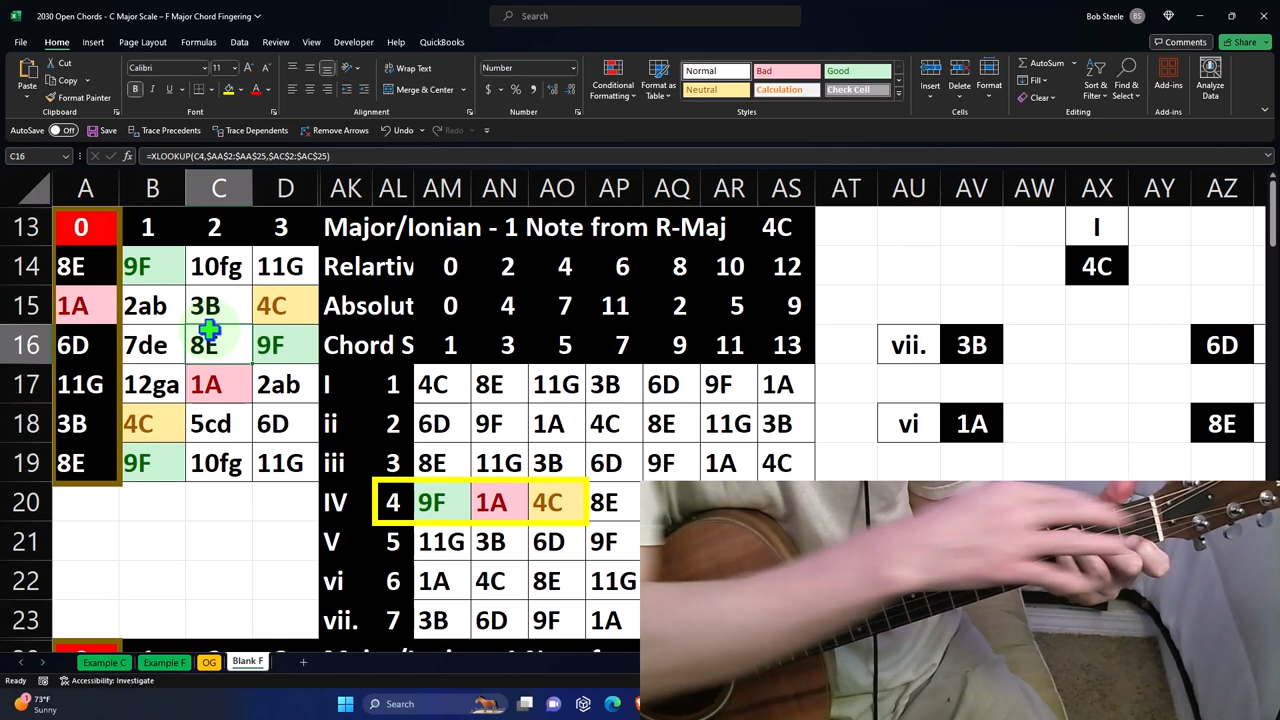 2030 Open Chords - C Major Scale – F Major Chord Fingering
Search
Bob Steele BS
File Home Insert Page Layout Formulas Data Review View Developer Help QuickBooks
Comments Share
Paste
Cut
Copy
Format Painter
Clipboard
Calibri 11
B I U
Font
Wrap Text
Merge & Center
Alignment
Number
$ % 9
Number
Conditional Formatting
Format as Table
Normal Bad Good
Neutral Calculation Check Cell
Styles
Insert Delete Format
Cells
AutoSum
Fill
Clear
Sort & Filter
Find & Select
Editing
Add-ins
Add-ins
Analyze Data
AutoSave Off Save Trace Precedents Trace Dependents Remove Arrows Undo Redo
C16 fx =XLOOKUP(C4,$AA$2:$AA$25,$AC$2:$AC$25)
A B C D AK AL AM AN AO AP AQ AR AS AT AU AV AW AX AY AZ
13 0 1 2 3 Major/Ionian - 1 Note from R-Maj 4C I
14 8E 9F 10fg 11G Relartiv 0 2 4 6 8 10 12 4C
15 1A 2ab 3B 4C Absolut 0 4 7 11 2 5 9
16 6D 7de 8E 9F Chord S 1 3 5 7 9 11 13 vii. 3B 6D
17 11G 12ga 1A 2ab I 1 4C 8E 11G 3B 6D 9F 1A
18 3B 4C 5cd 6D ii 2 6D 9F 1A 4C 8E 11G 3B vi 1A 8E
19 8E 9F 10fg 11G iii 3 8E 11G 3B 6D 9F 1A 4C
20 IV 4 9F 1A 4C 8E
21 V 5 11G 3B 6D 9F
22 vi 6 1A 4C 8E 11G
23 vii. 7 3B 6D 9F 1A
Example C Example F OG Blank F
Ready Accessibility: Investigate
73°F
Sunny
Search